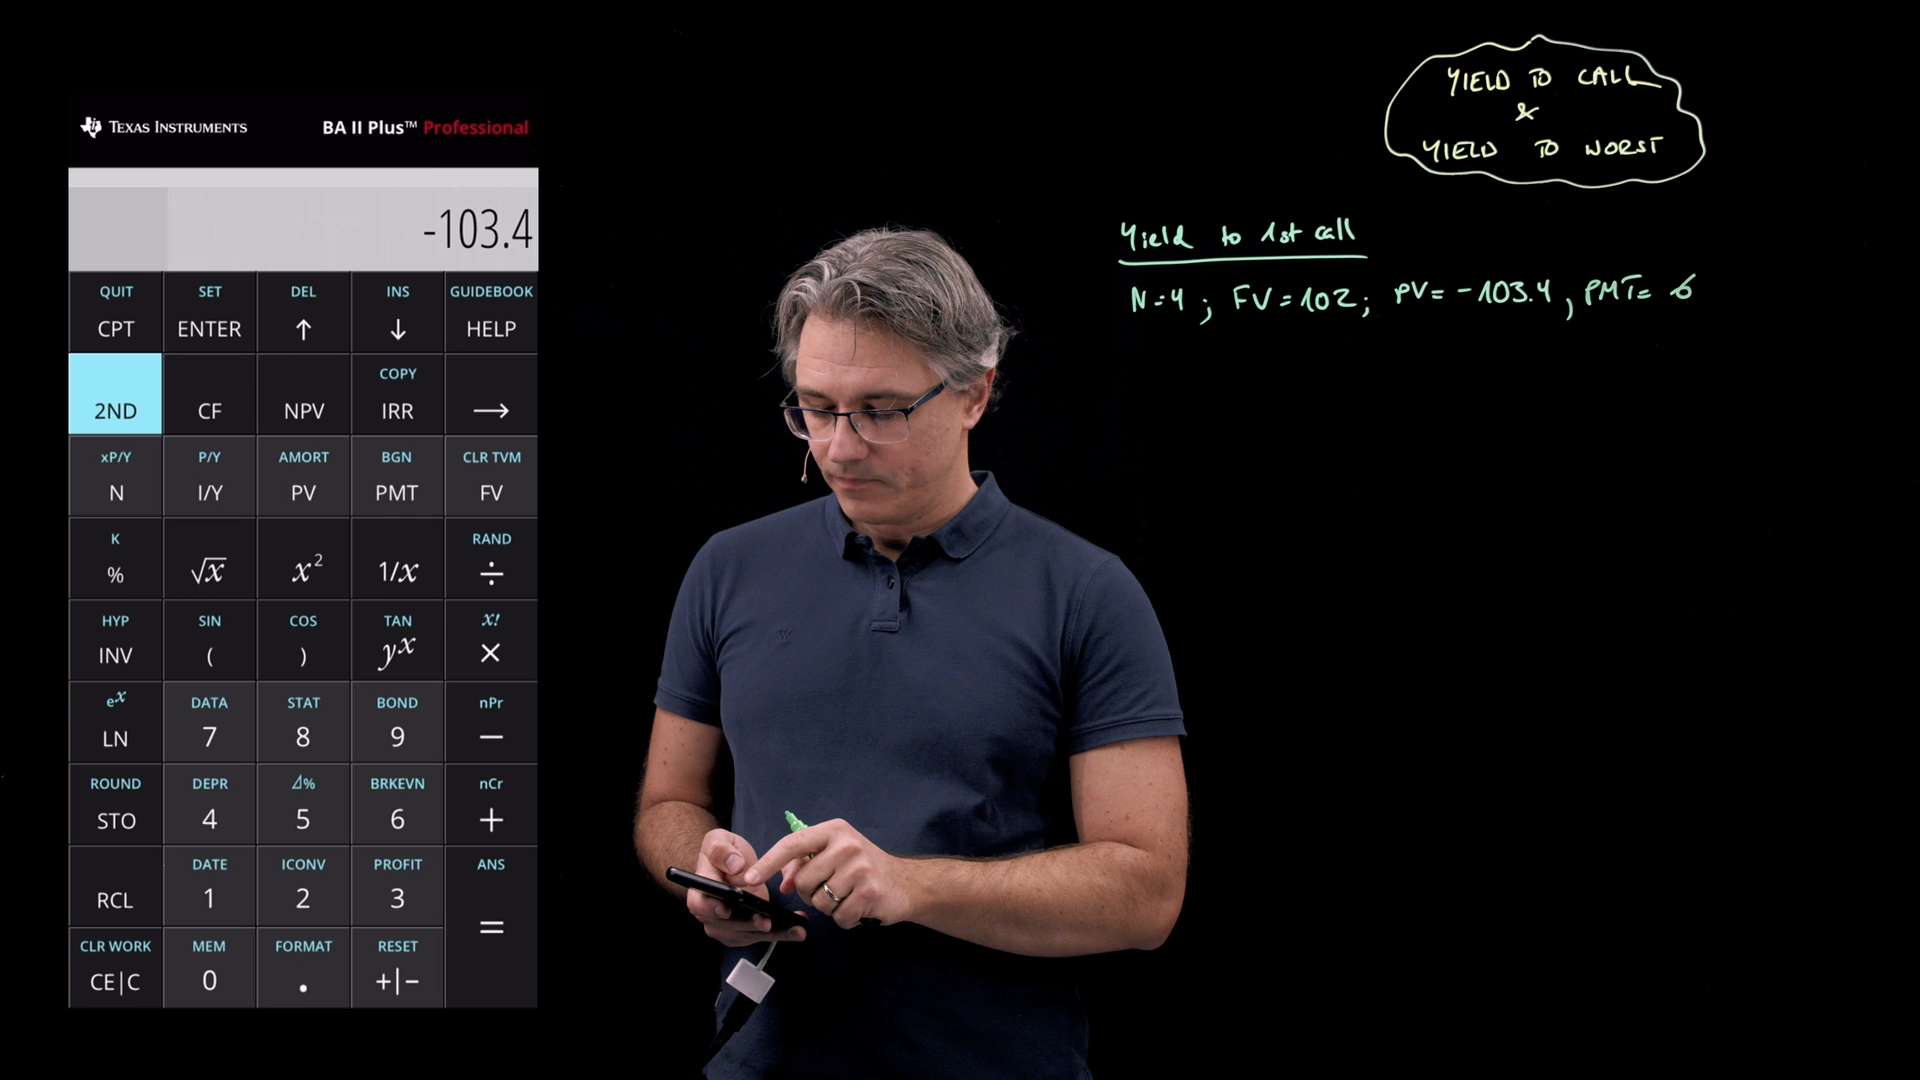 TEXAS INSTRUMENTS BA II Plus™ Professional
-103.4
QUIT SET DEL INS GUIDEBOOK
CPT ENTER ↑ ↓ HELP
COPY
2ND CF NPV IRR →
xP/Y P/Y AMORT BGN CLR TVM
N I/Y PV PMT FV
K RAND
% √x x² 1/x ÷
HYP SIN COS TAN x!
INV ( ) yˣ ×
eˣ DATA STAT BOND nPr
LN 7 8 9 −
ROUND DEPR Δ% BRKEVN nCr
STO 4 5 6 +
DATE ICONV PROFIT ANS
RCL 1 2 3 =
CLR WORK MEM FORMAT RESET
CE|C 0 . +|−
YIELD TO CALL
&
YIELD TO WORST
Yield to 1st call
N=4 ; FV=102; PV= -103.4, PMT= 6